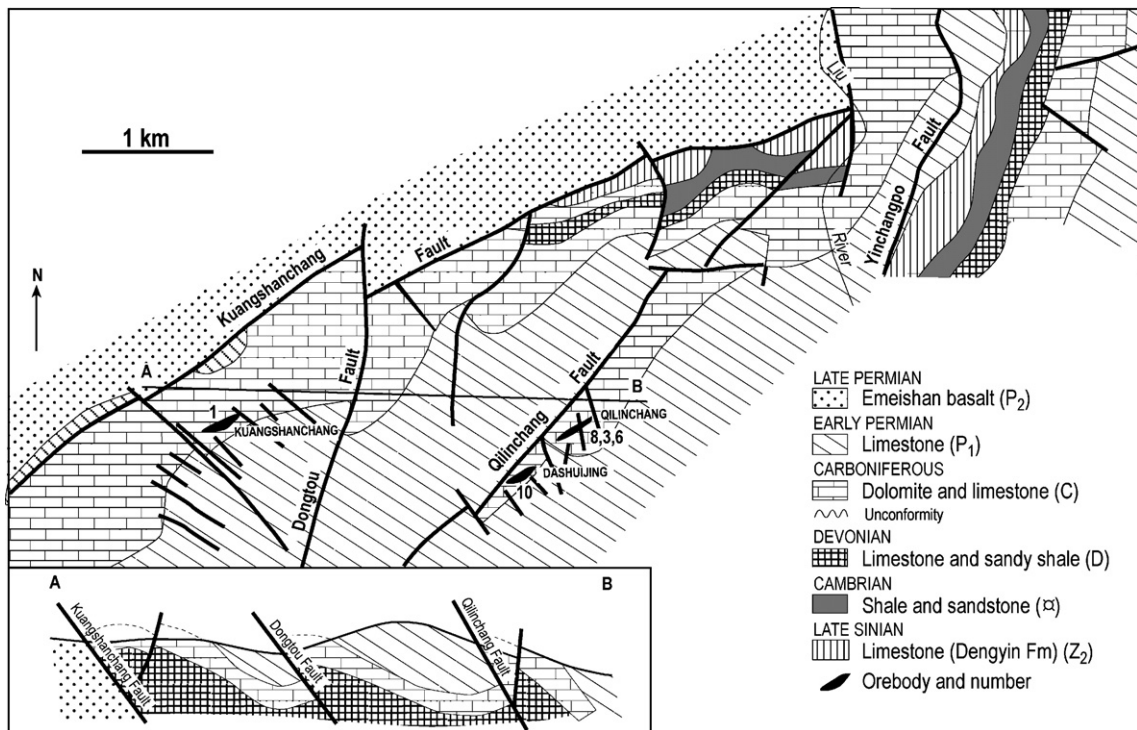 1 km
N
Liu
River
Yinchangpo
Fault
Kuangshanchang
Fault
Dongtou
Fault
Qilinchang
Fault
A
B
1
KUANGSHANCHANG
QILINCHANG
8,3,6
DASHUIJING
10
LATE PERMIAN
Emeishan basalt (P2)
EARLY PERMIAN
Limestone (P1)
CARBONIFEROUS
Dolomite and limestone (C)
Unconformity
DEVONIAN
Limestone and sandy shale (D)
CAMBRIAN
Shale and sandstone (¤)
LATE SINIAN
Limestone (Dengyin Fm) (Z2)
Orebody and number
A
B
Kuangshanchang Fault
Dongtou Fault
Qilinchang Fault